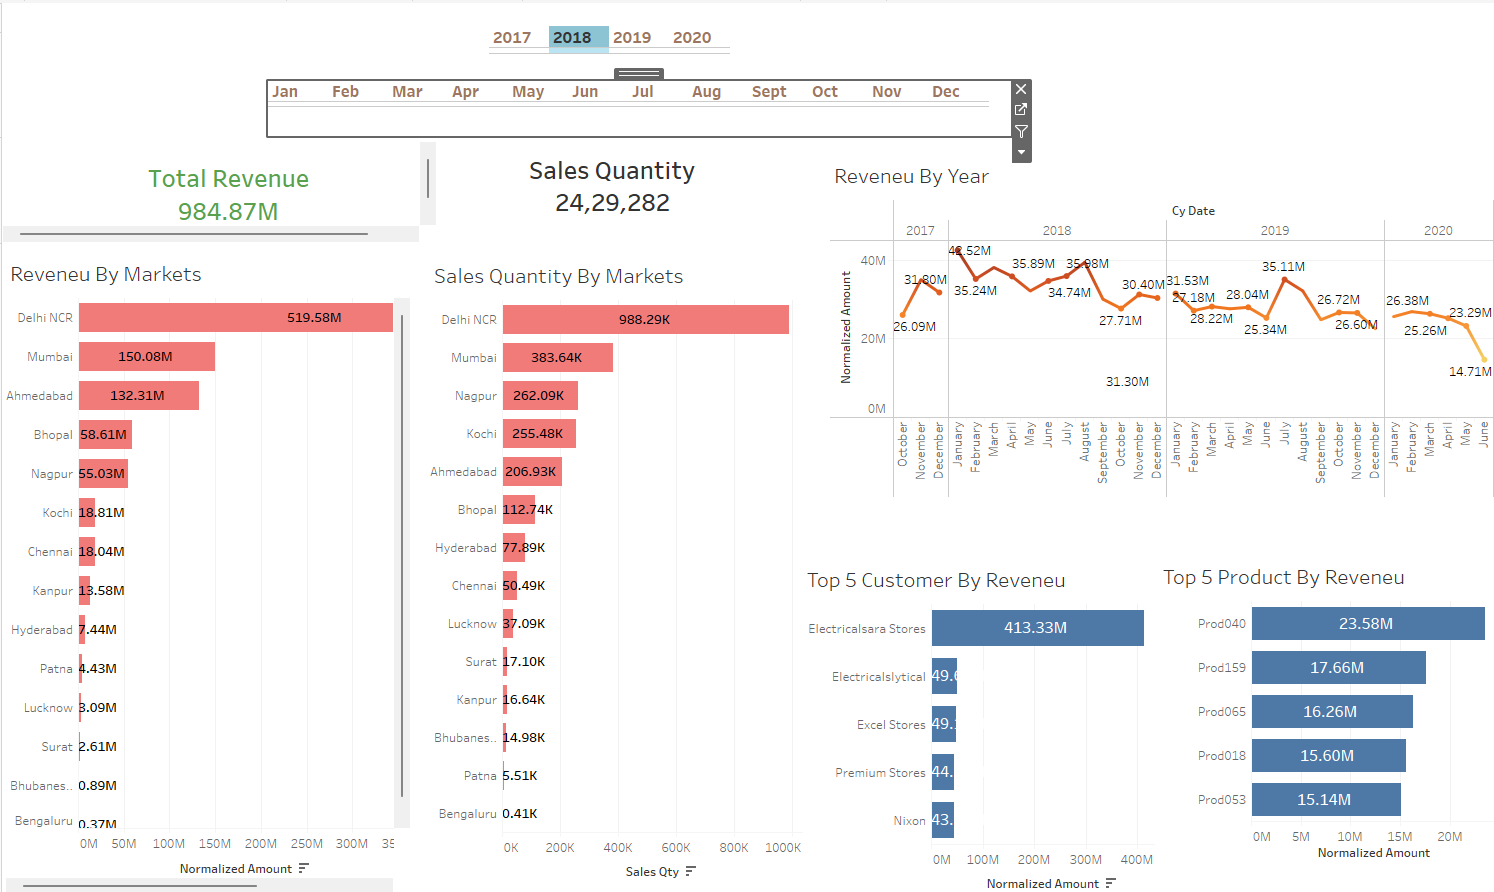 2017 2018 2019 2020
Jan Feb Mar Apr May Jun Jul Aug Sept Oct Nov Dec
Total Revenue
984.87M
Sales Quantity
24,29,282
Reveneu By Markets
Delhi NCR 519.58M
Mumbai 150.08M
Ahmedabad 132.31M
Bhopal 58.61M
Nagpur 55.03M
Kochi 18.81M
Chennai 18.04M
Kanpur 13.58M
Hyderabad 7.44M
Patna 4.43M
Lucknow 3.09M
Surat 2.61M
Bhubanes.. 0.89M
Bengaluru 0.37M
0M 50M 100M 150M 200M 250M 300M 35
Normalized Amount
Sales Quantity By Markets
Delhi NCR 988.29K
Mumbai 383.64K
Nagpur 262.09K
Kochi 255.48K
Ahmedabad 206.93K
Bhopal 112.74K
Hyderabad 77.89K
Chennai 50.49K
Lucknow 37.09K
Surat 17.10K
Kanpur 16.64K
Bhubanes.. 14.98K
Patna 5.51K
Bengaluru 0.41K
0K 200K 400K 600K 800K 1000K
Sales Qty
Reveneu By Year
Cy Date
2017 2018 2019 2020
Normalized Amount
40M
20M
0M
26.09M 31.80M
42.52M 35.24M 35.89M 34.74M 35.98M 27.71M 30.40M 31.30M
31.53M 27.18M 28.22M 28.04M 25.34M 35.11M 26.72M 26.60M
26.38M 25.26M 23.29M 14.71M
October November December
January February March April May June July August September October November December
January February March April May June July August September October November December
January February March April May June
Top 5 Customer By Reveneu
Electricalsara Stores 413.33M
Electricalslytical 49.6
Excel Stores 49.
Premium Stores 44.
Nixon 43.
0M 100M 200M 300M 400M
Normalized Amount
Top 5 Product By Reveneu
Prod040 23.58M
Prod159 17.66M
Prod065 16.26M
Prod018 15.60M
Prod053 15.14M
0M 5M 10M 15M 20M
Normalized Amount